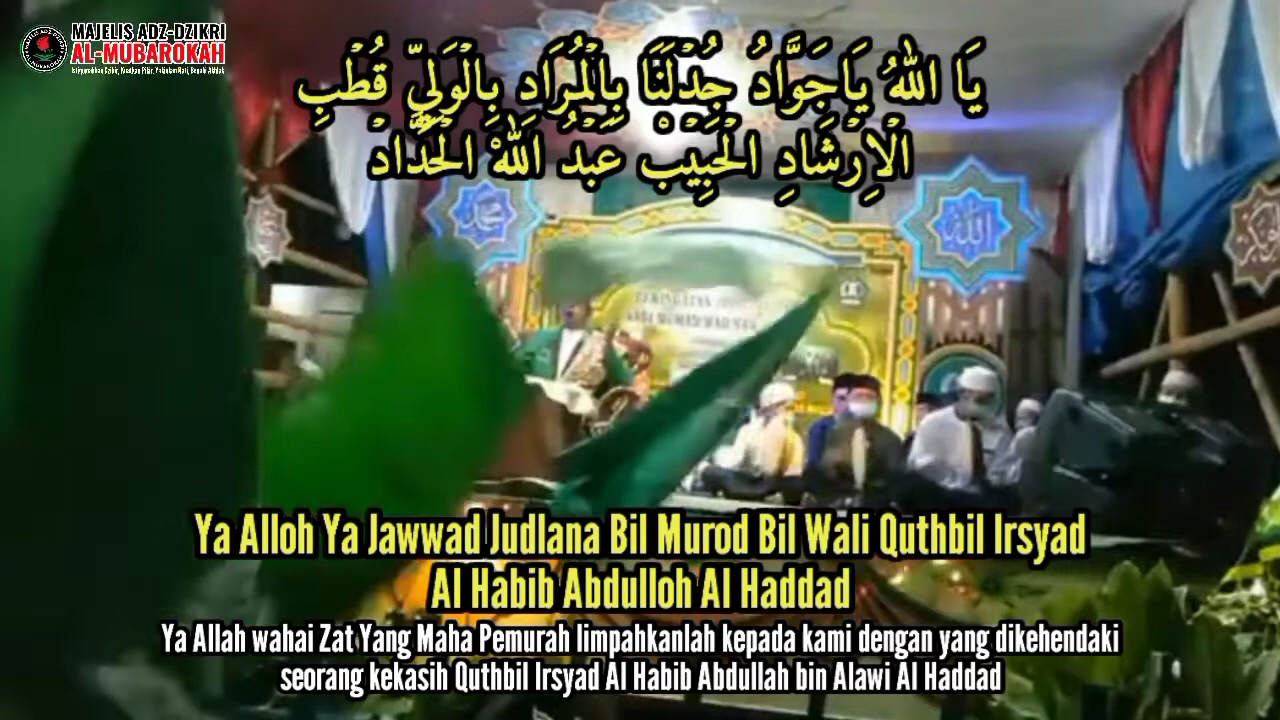 MAJELIS ADZ-DZIKRI
AL-MUBAROKAH
يَا اللهُ يَاجَوَّادُ جُدْلَنَا بِالْمُرَادِ بِالْوَلِيِّ قُطْبِ
الْاِرْشَادِ الْحَبِيْبْ عَبْدُ اللهْ الْحَدَّادْ
محمد
الله
Ya Alloh Ya Jawwad Judlana Bil Murod Bil Wali Quthbil Irsyad
Al Habib Abdulloh Al Haddad
Ya Allah wahai Zat Yang Maha Pemurah limpahkanlah kepada kami dengan yang dikehendaki
seorang kekasih Quthbil Irsyad Al Habib Abdullah bin Alawi Al Haddad